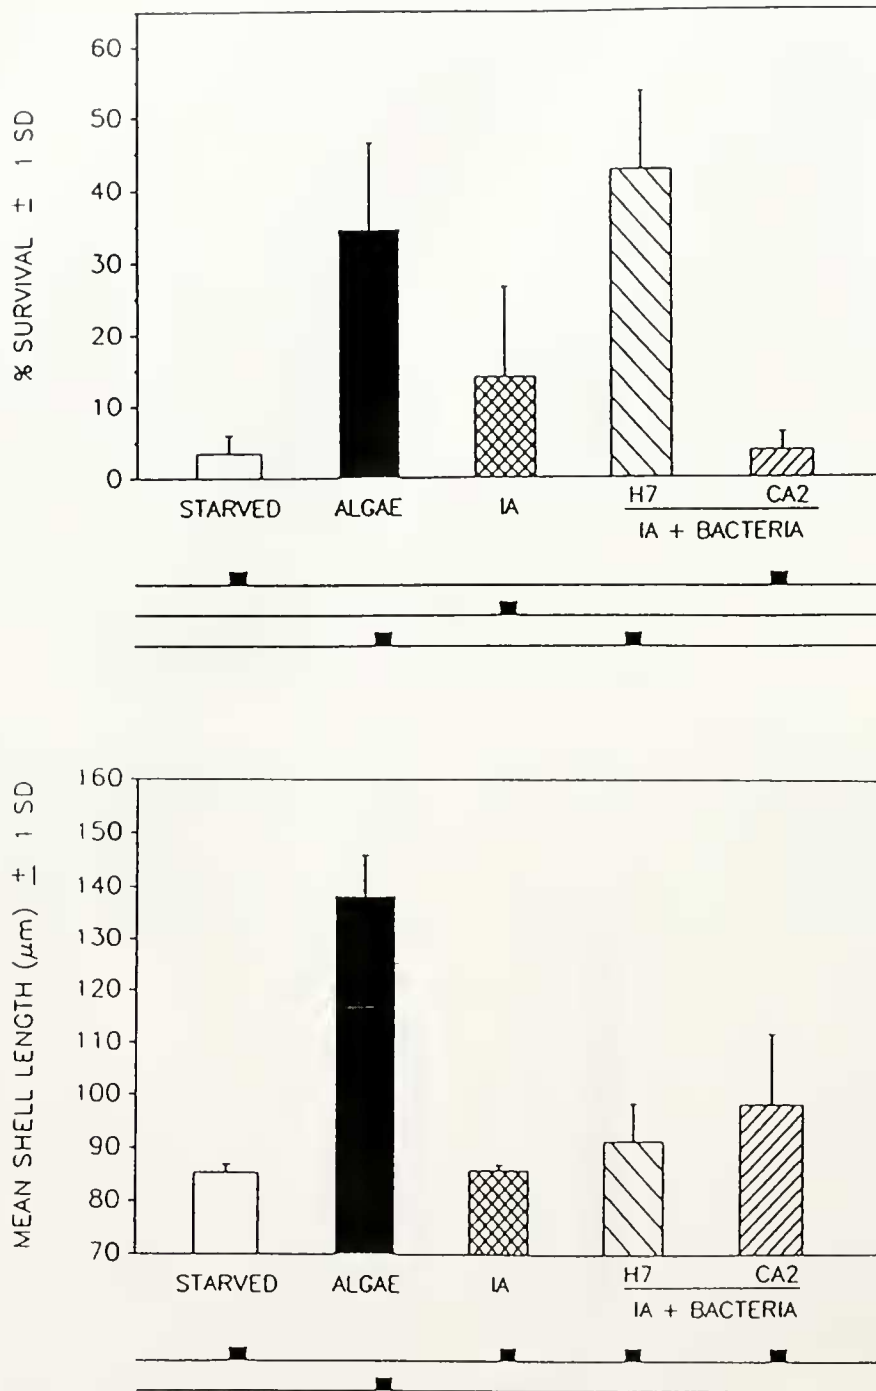 % SURVIVAL ± 1 SD
60
50
40
30
20
10
0
STARVED ALGAE IA H7 CA2
IA + BACTERIA
MEAN SHELL LENGTH (μm) ± 1 SD
160
150
140
130
120
110
100
90
80
70
STARVED ALGAE IA H7 CA2
IA + BACTERIA